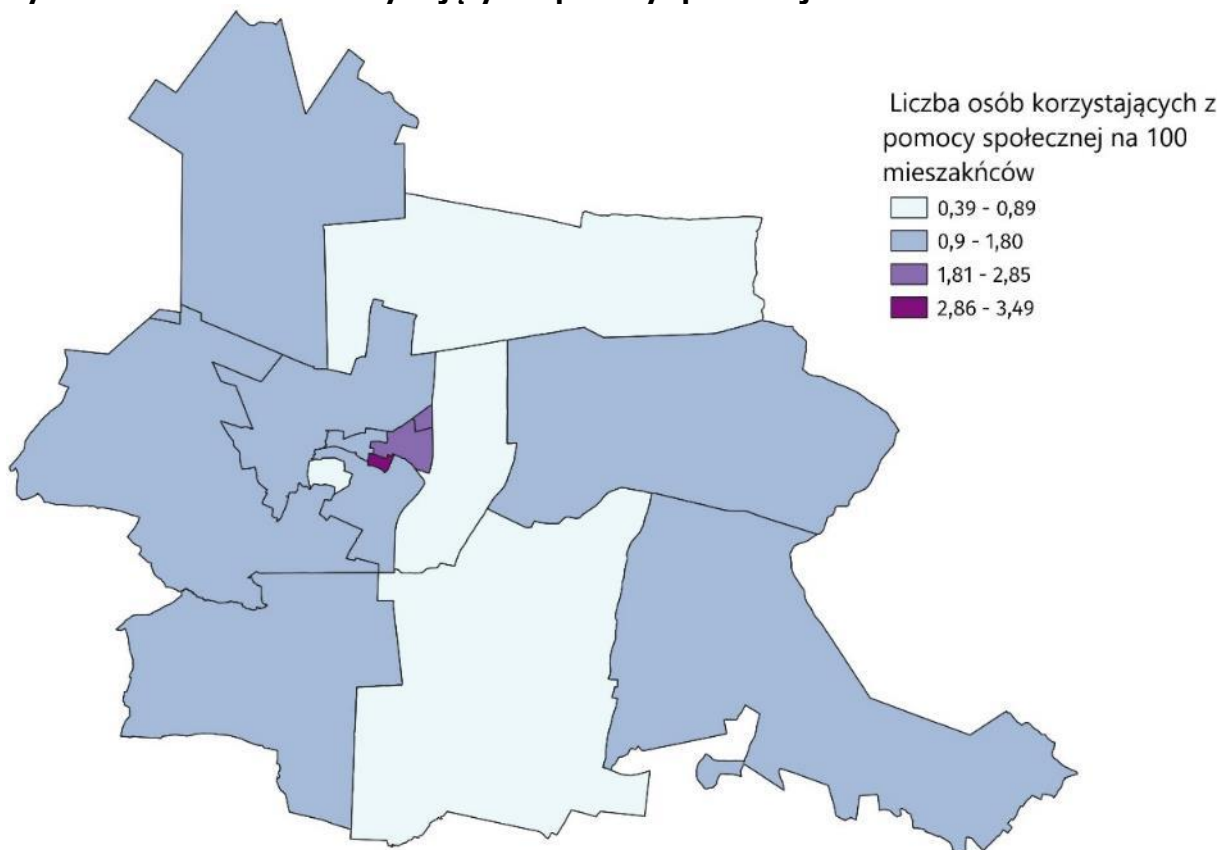 Liczba osób korzystających z
pomocy społecznej na 100
mieszakńców
0,39 - 0,89
0,9 - 1,80
1,81 - 2,85
2,86 - 3,49